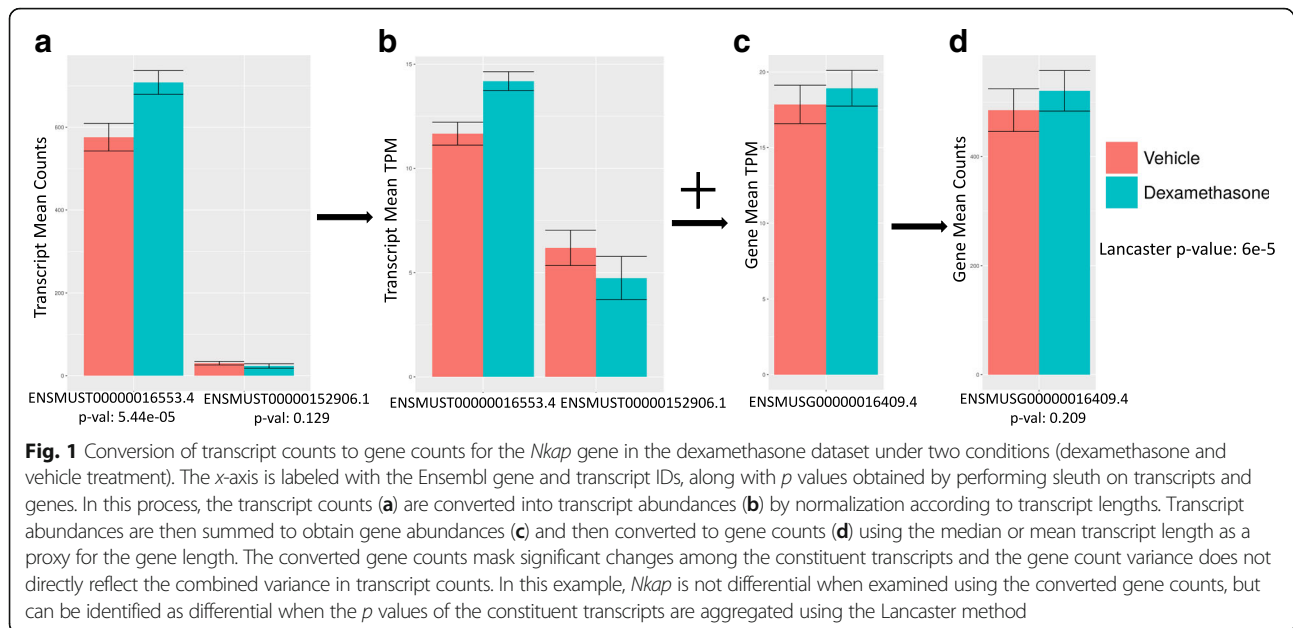 a
b
c
d
Transcript Mean Counts
600
400
200
0
ENSMUST00000016553.4
p-val: 5.44e-05
ENSMUST00000152906.1
p-val: 0.129
Transcript Mean TPM
15
10
5
0
ENSMUST00000016553.4
ENSMUST00000152906.1
+
Gene Mean TPM
20
15
10
5
0
ENSMUSG00000016409.4
Gene Mean Counts
400
200
0
ENSMUSG00000016409.4
p-val: 0.209
Vehicle
Dexamethasone
Lancaster p-value: 6e-5
Fig. 1 Conversion of transcript counts to gene counts for the Nkap gene in the dexamethasone dataset under two conditions (dexamethasone and
vehicle treatment). The x-axis is labeled with the Ensembl gene and transcript IDs, along with p values obtained by performing sleuth on transcripts and
genes. In this process, the transcript counts (a) are converted into transcript abundances (b) by normalization according to transcript lengths. Transcript
abundances are then summed to obtain gene abundances (c) and then converted to gene counts (d) using the median or mean transcript length as a
proxy for the gene length. The converted gene counts mask significant changes among the constituent transcripts and the gene count variance does not
directly reflect the combined variance in transcript counts. In this example, Nkap is not differential when examined using the converted gene counts, but
can be identified as differential when the p values of the constituent transcripts are aggregated using the Lancaster method